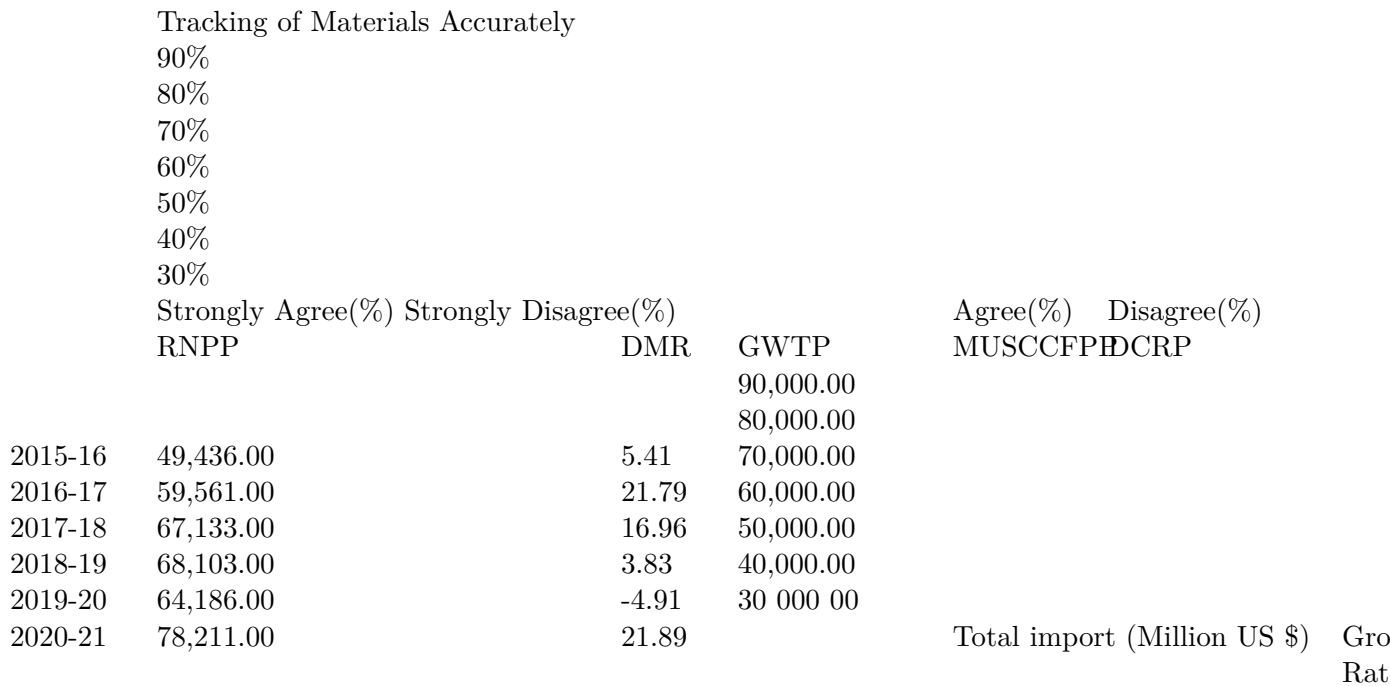 Tracking of Materials Accurately
90%
80%
70%
60%
50%
40%
30%
Strongly Agree(%) Strongly Disagree(%) Agree(%) Disagree(%)
RNPP DMR GWTP MUSCCFPP DCRP
90,000.00
80,000.00
2015-16 49,436.00 5.41 70,000.00
2016-17 59,561.00 21.79 60,000.00
2017-18 67,133.00 16.96 50,000.00
2018-19 68,103.00 3.83 40,000.00
2019-20 64,186.00 -4.91 30 000 00
2020-21 78,211.00 21.89 Total import (Million US $) Gro
Rat